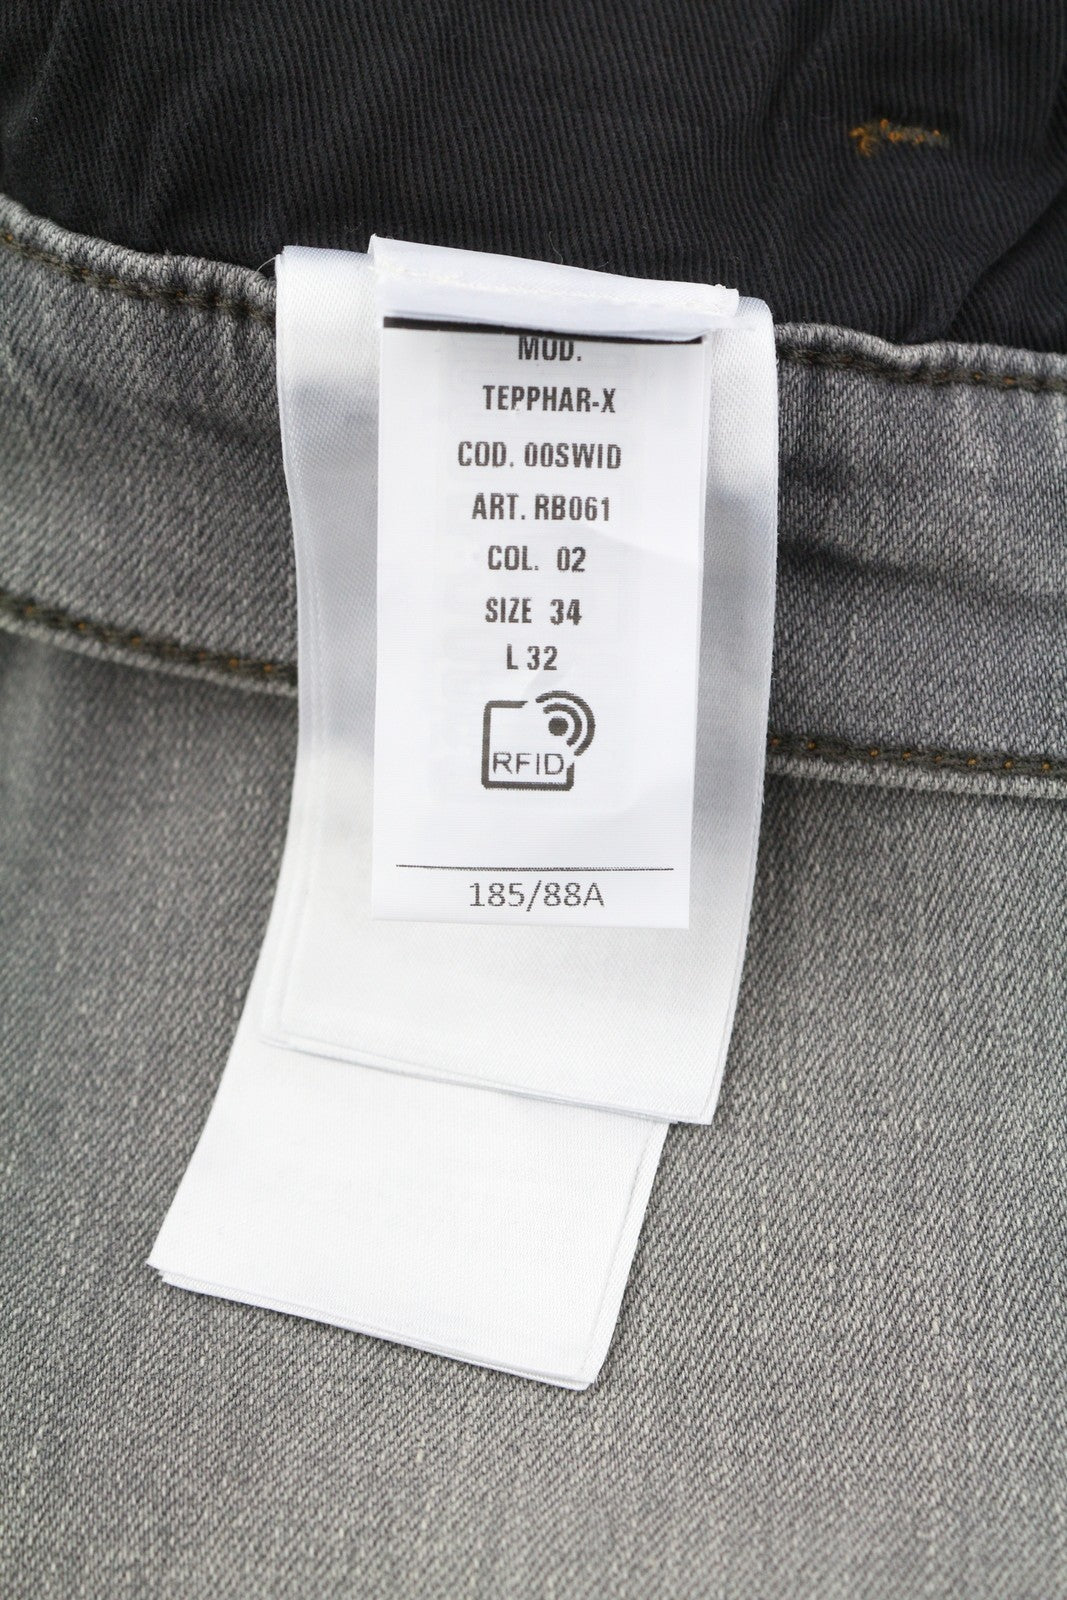 MOD.
TEPPHAR-X
COD. 00SWID
ART. RB061
COL. 02
SIZE 34
L 32
RFID
185/88A